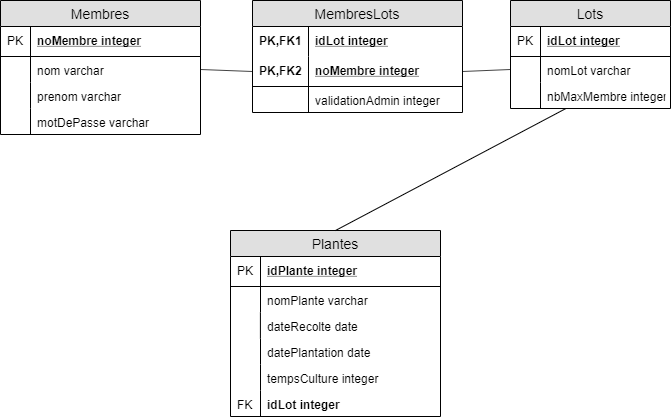 Membres
PK noMembre integer
nom varchar
prenom varchar
motDePasse varchar
MembresLots
PK,FK1 idLot integer
PK,FK2 noMembre integer
validationAdmin integer
Lots
PK idLot integer
nomLot varchar
nbMaxMembre integer
Plantes
PK idPlante integer
nomPlante varchar
dateRecolte date
datePlantation date
tempsCulture integer
FK idLot integer